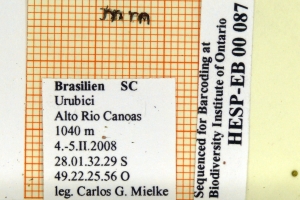 mm
Brasilien SC
Urubici
Alto Rio Canoas
1040 m
4.-5.II.2008
28.01.32.29 S
49.22.25.56 O
leg. Carlos G. Mielke
Sequenced for Barcoding at
Biodiversity Institute of Ontario
HESP-EB 00 087